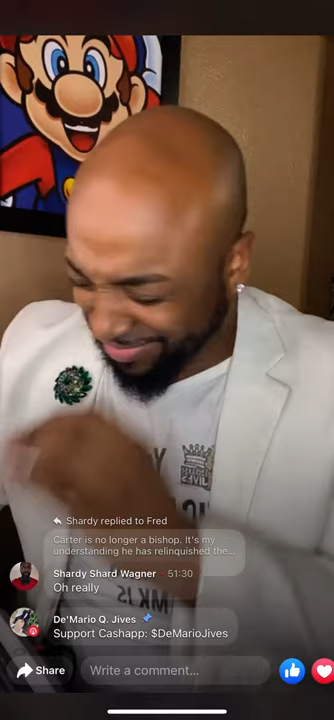 Shardy replied to Fred
Carter is no longer a bishop. It's my
understanding he has relinquished the...
Shardy Shard Wagner • 51:30
Oh really
De'Mario Q. Jives
Support Cashapp: $DeMarioJives
Share
Write a comment...